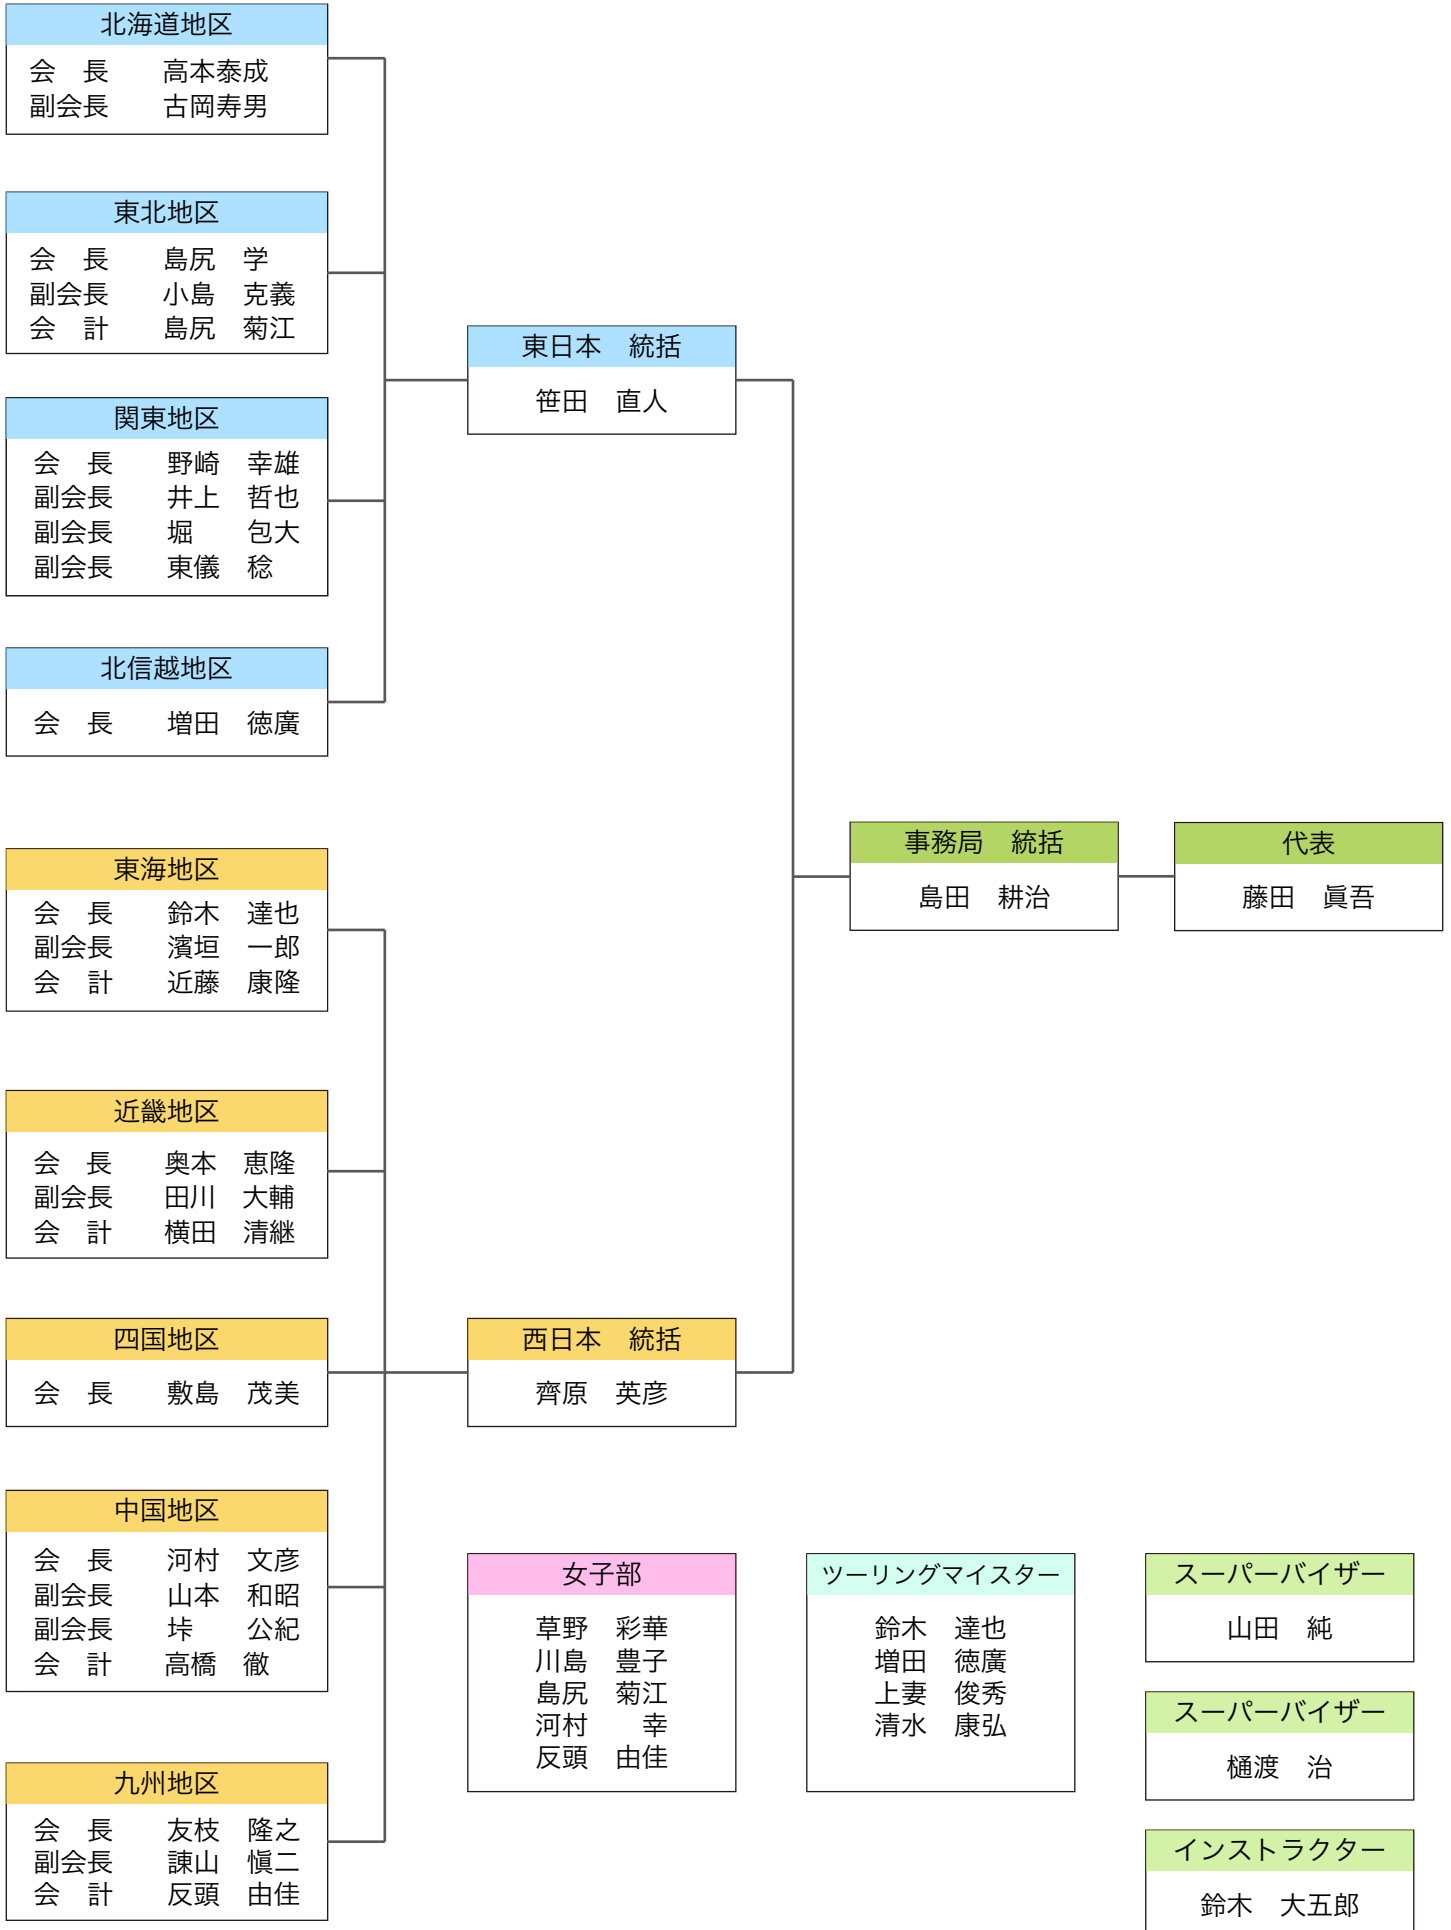 北海道地区
会　長　　高本泰成
副会長　　古岡寿男
東北地区
会　長　　島尻　学
副会長　　小島　克義
会　計　　島尻　菊江
関東地区
会　長　　野崎　幸雄
副会長　　井上　哲也
副会長　　堀　　包大
副会長　　東儀　稔
北信越地区
会　長　　増田　徳廣
東日本　統括
笹田　直人
東海地区
会　長　　鈴木　達也
副会長　　濱垣　一郎
会　計　　近藤　康隆
近畿地区
会　長　　奥本　恵隆
副会長　　田川　大輔
会　計　　横田　清継
四国地区
会　長　　敷島　茂美
中国地区
会　長　　河村　文彦
副会長　　山本　和昭
副会長　　垰　　公紀
会　計　　高橋　徹
九州地区
会　長　　友枝　隆之
副会長　　諌山　愼二
会　計　　反頭　由佳
西日本　統括
齊原　英彦
事務局　統括
島田　耕治
代表
藤田　眞吾
女子部
草野　彩華
川島　豊子
島尻　菊江
河村　　幸
反頭　由佳
ツーリングマイスター
鈴木　達也
増田　徳廣
上妻　俊秀
清水　康弘
スーパーバイザー
山田　純
スーパーバイザー
樋渡　治
インストラクター
鈴木　大五郎